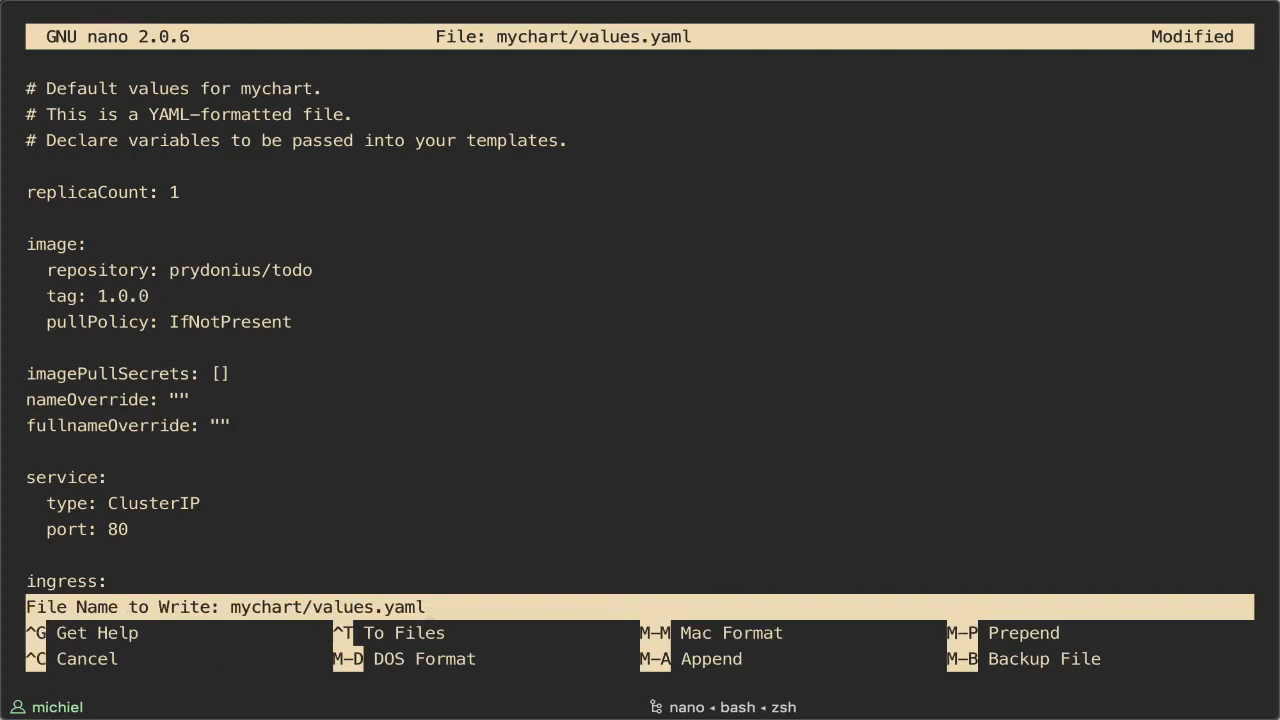 GNU nano 2.0.6 File: mychart/values.yaml Modified
# Default values for mychart.
# This is a YAML-formatted file.
# Declare variables to be passed into your templates.
replicaCount: 1
image:
  repository: prydonius/todo
  tag: 1.0.0
  pullPolicy: IfNotPresent
imagePullSecrets: []
nameOverride: ""
fullnameOverride: ""
service:
  type: ClusterIP
  port: 80
ingress:
File Name to Write: mychart/values.yaml
^G Get Help ^T To Files M-M Mac Format M-P Prepend
^C Cancel M-D DOS Format M-A Append M-B Backup File
michiel nano ◂ bash ◂ zsh